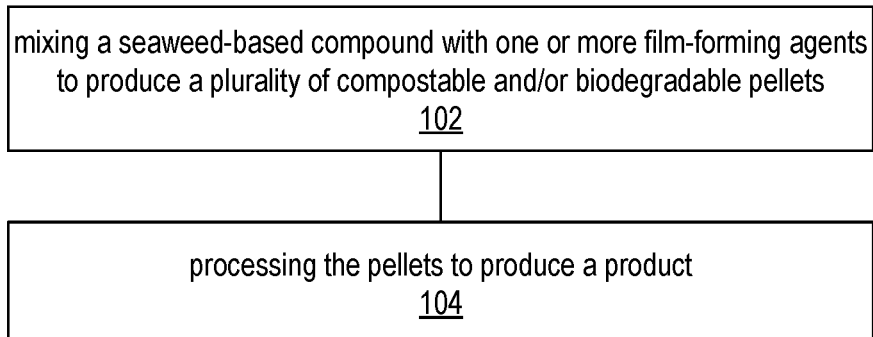 mixing a seaweed-based compound with one or more film-forming agents
to produce a plurality of compostable and/or biodegradable pellets
102
processing the pellets to produce a product
104